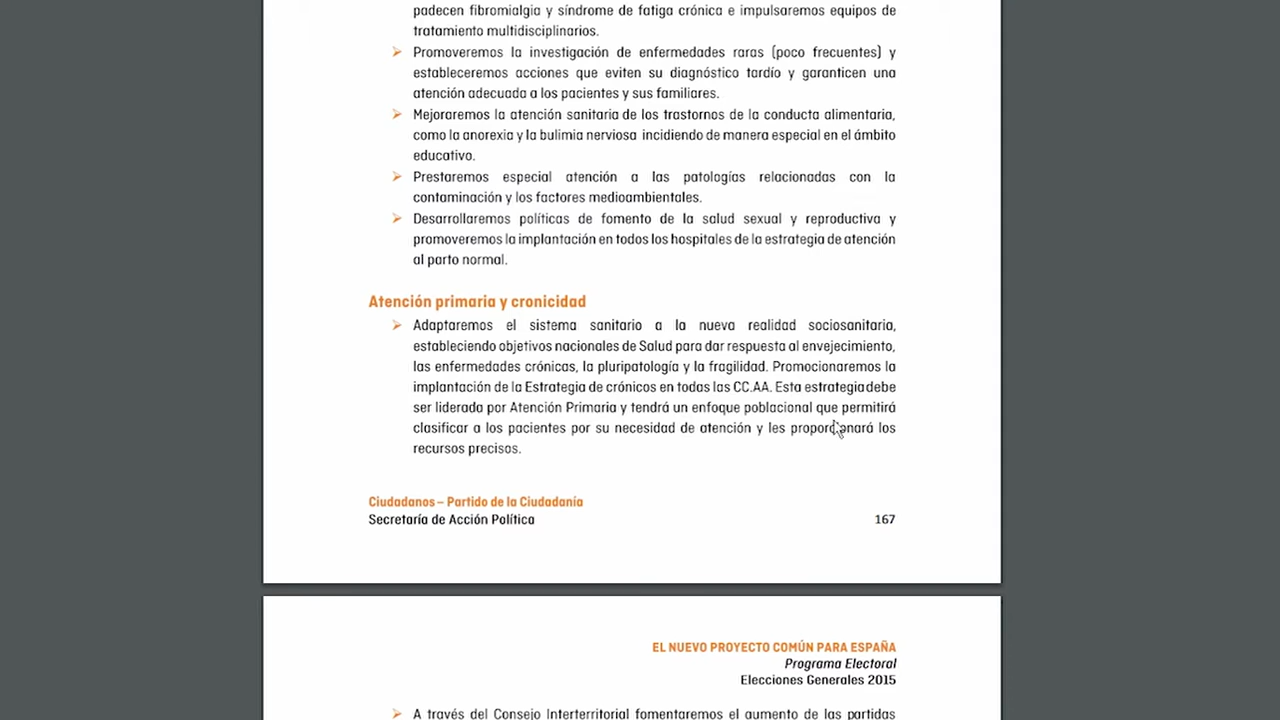 padecen fibromialgia y síndrome de fatiga crónica e impulsaremos equipos de
tratamiento multidisciplinarios.
➢ Promoveremos la investigación de enfermedades raras (poco frecuentes) y
estableceremos acciones que eviten su diagnóstico tardío y garanticen una
atención adecuada a los pacientes y sus familiares.
➢ Mejoraremos la atención sanitaria de los trastornos de la conducta alimentaria,
como la anorexia y la bulimia nerviosa incidiendo de manera especial en el ámbito
educativo.
➢ Prestaremos especial atención a las patologías relacionadas con la
contaminación y los factores medioambientales.
➢ Desarrollaremos políticas de fomento de la salud sexual y reproductiva y
promoveremos la implantación en todos los hospitales de la estrategia de atención
al parto normal.
Atención primaria y cronicidad
➢ Adaptaremos el sistema sanitario a la nueva realidad sociosanitaria,
estableciendo objetivos nacionales de Salud para dar respuesta al envejecimiento,
las enfermedades crónicas, la pluripatología y la fragilidad. Promocionaremos la
implantación de la Estrategia de crónicos en todas las CC.AA. Esta estrategia debe
ser liderada por Atención Primaria y tendrá un enfoque poblacional que permitirá
clasificar a los pacientes por su necesidad de atención y les proporcionará los
recursos precisos.
Ciudadanos – Partido de la Ciudadanía
Secretaría de Acción Política 167
EL NUEVO PROYECTO COMÚN PARA ESPAÑA
Programa Electoral
Elecciones Generales 2015
➢ A través del Consejo Interterritorial fomentaremos el aumento de las partidas